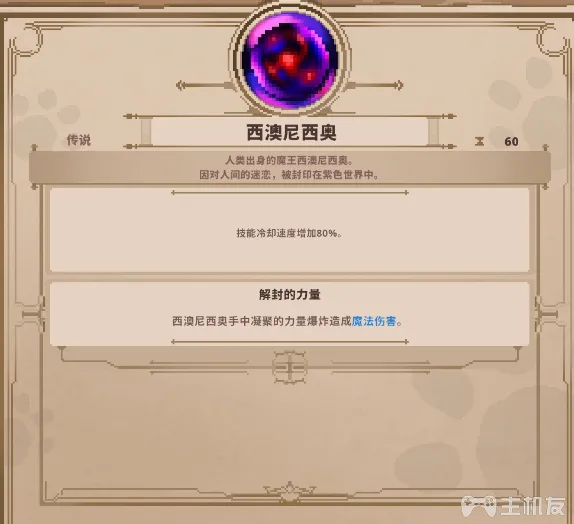 西澳尼西奥
传说
60
人类出身的魔王西澳尼西奥。
因对人间的迷恋，被封印在紫色世界中。
技能冷却速度增加80%。
解封的力量
西澳尼西奥手中凝聚的力量爆炸造成魔法伤害。
主机友